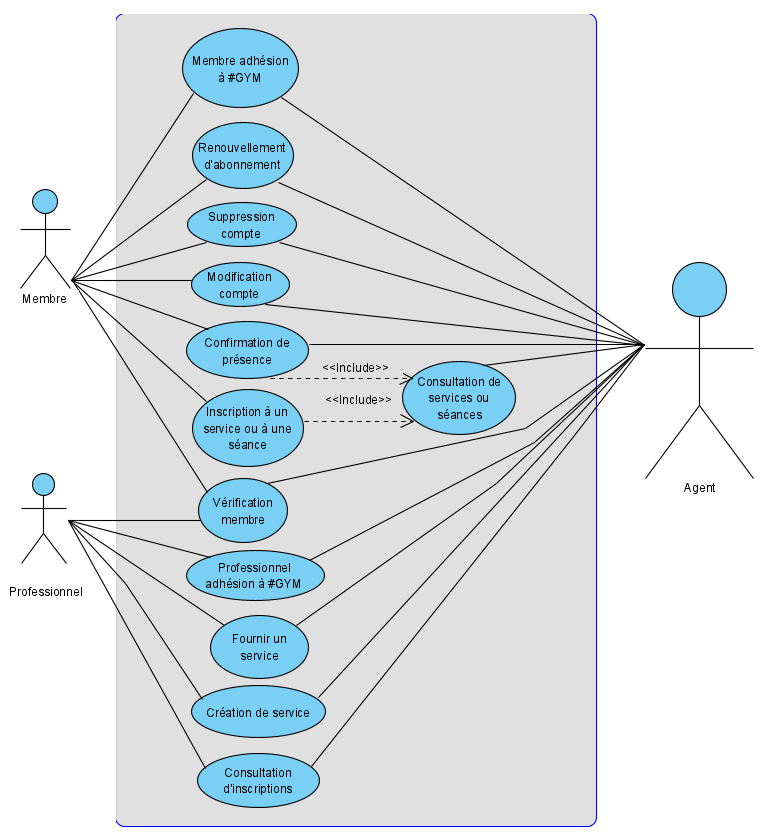 Membre adhésion
à #GYM
Renouvellement
d'abonnement
Suppression
compte
Modification
compte
Membre
Confirmation de
présence
<<Include>>
Consultation de
services ou
séances
<<Include>>
Inscription à un
service ou à une
séance
Agent
Vérification
membre
Professionnel
Professionnel
adhésion à #GYM
Fournir un
service
Création de service
Consultation
d'inscriptions